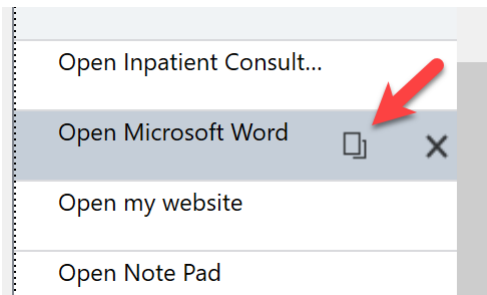 Open Inpatient Consult...
Open Microsoft Word
Open my website
Open Note Pad